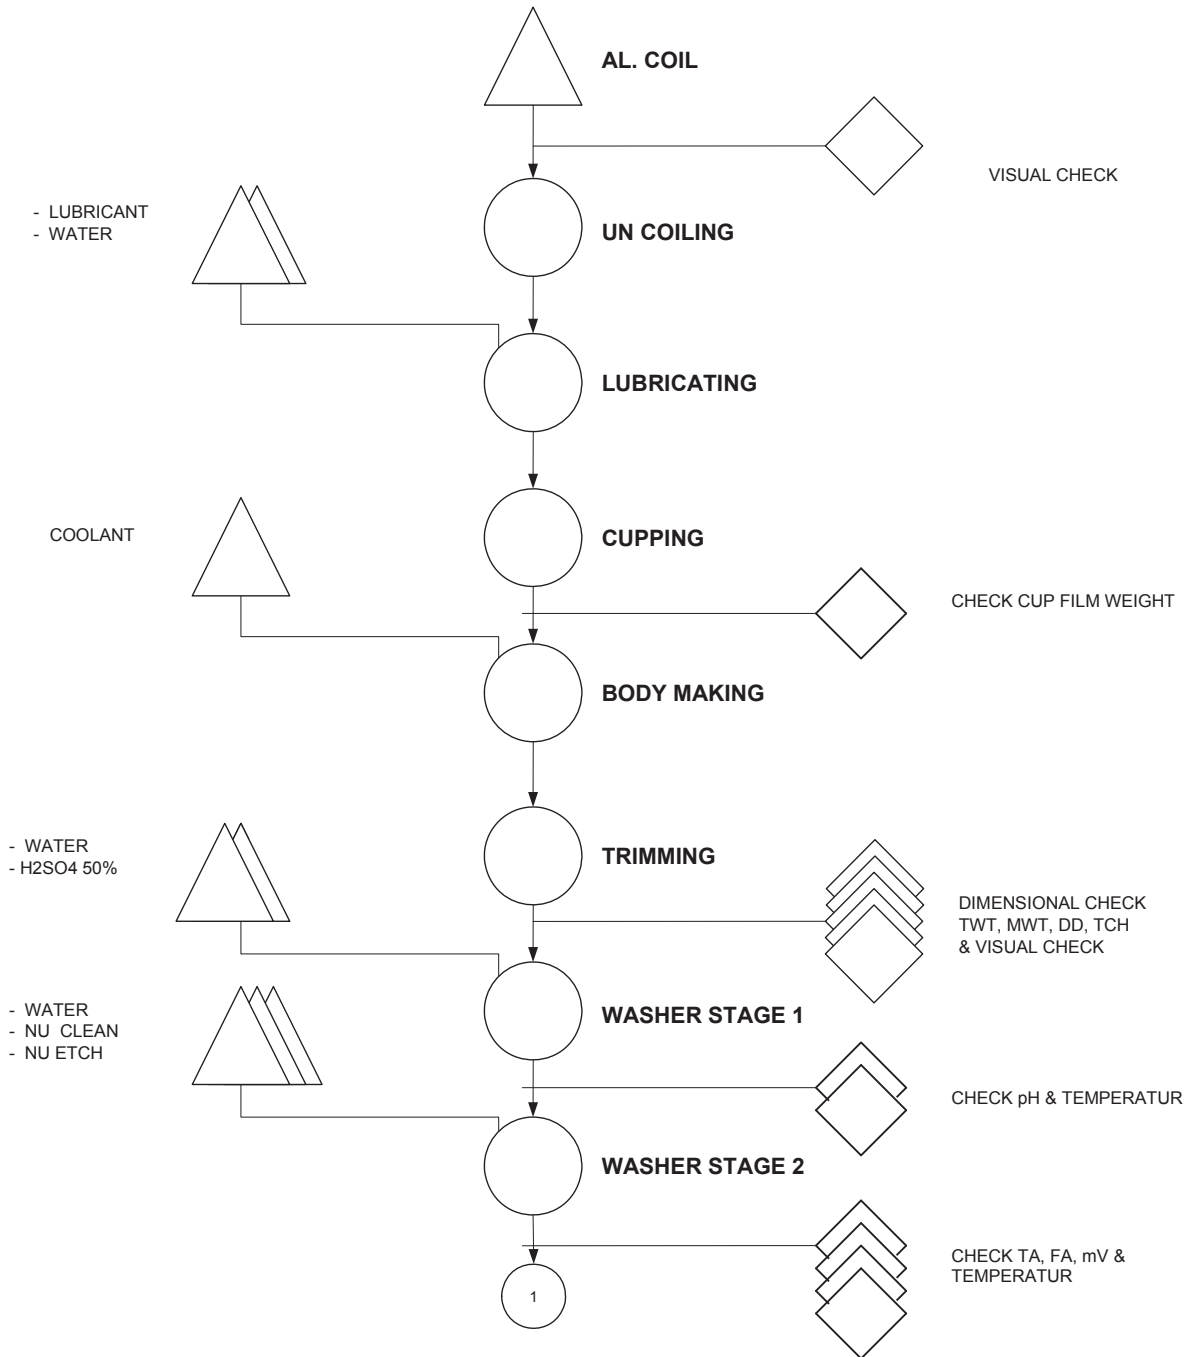 AL. COIL
VISUAL CHECK
- LUBRICANT
- WATER
UN COILING
LUBRICATING
COOLANT
CUPPING
CHECK CUP FILM WEIGHT
BODY MAKING
- WATER
- H2SO4 50%
TRIMMING
DIMENSIONAL CHECK
TWT, MWT, DD, TCH
& VISUAL CHECK
- WATER
- NU CLEAN
- NU ETCH
WASHER STAGE 1
CHECK pH & TEMPERATUR
WASHER STAGE 2
CHECK TA, FA, mV &
TEMPERATUR
1